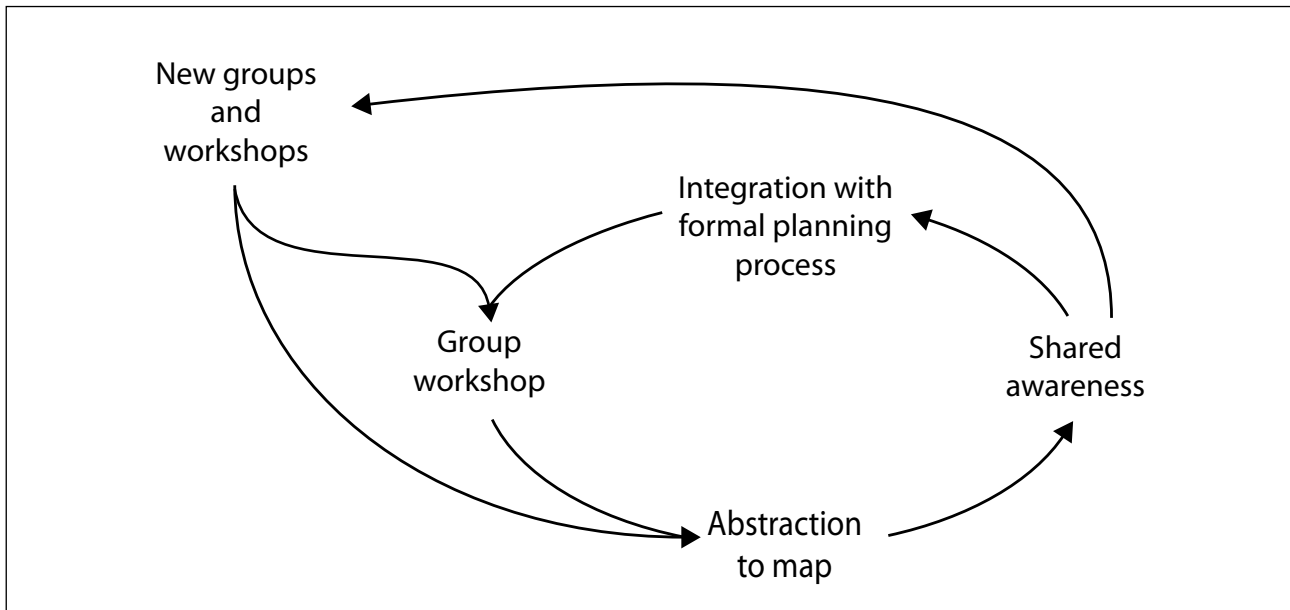 New groups
and
workshops
Integration with
formal planning
process
Group
workshop
Shared
awareness
Abstraction
to map